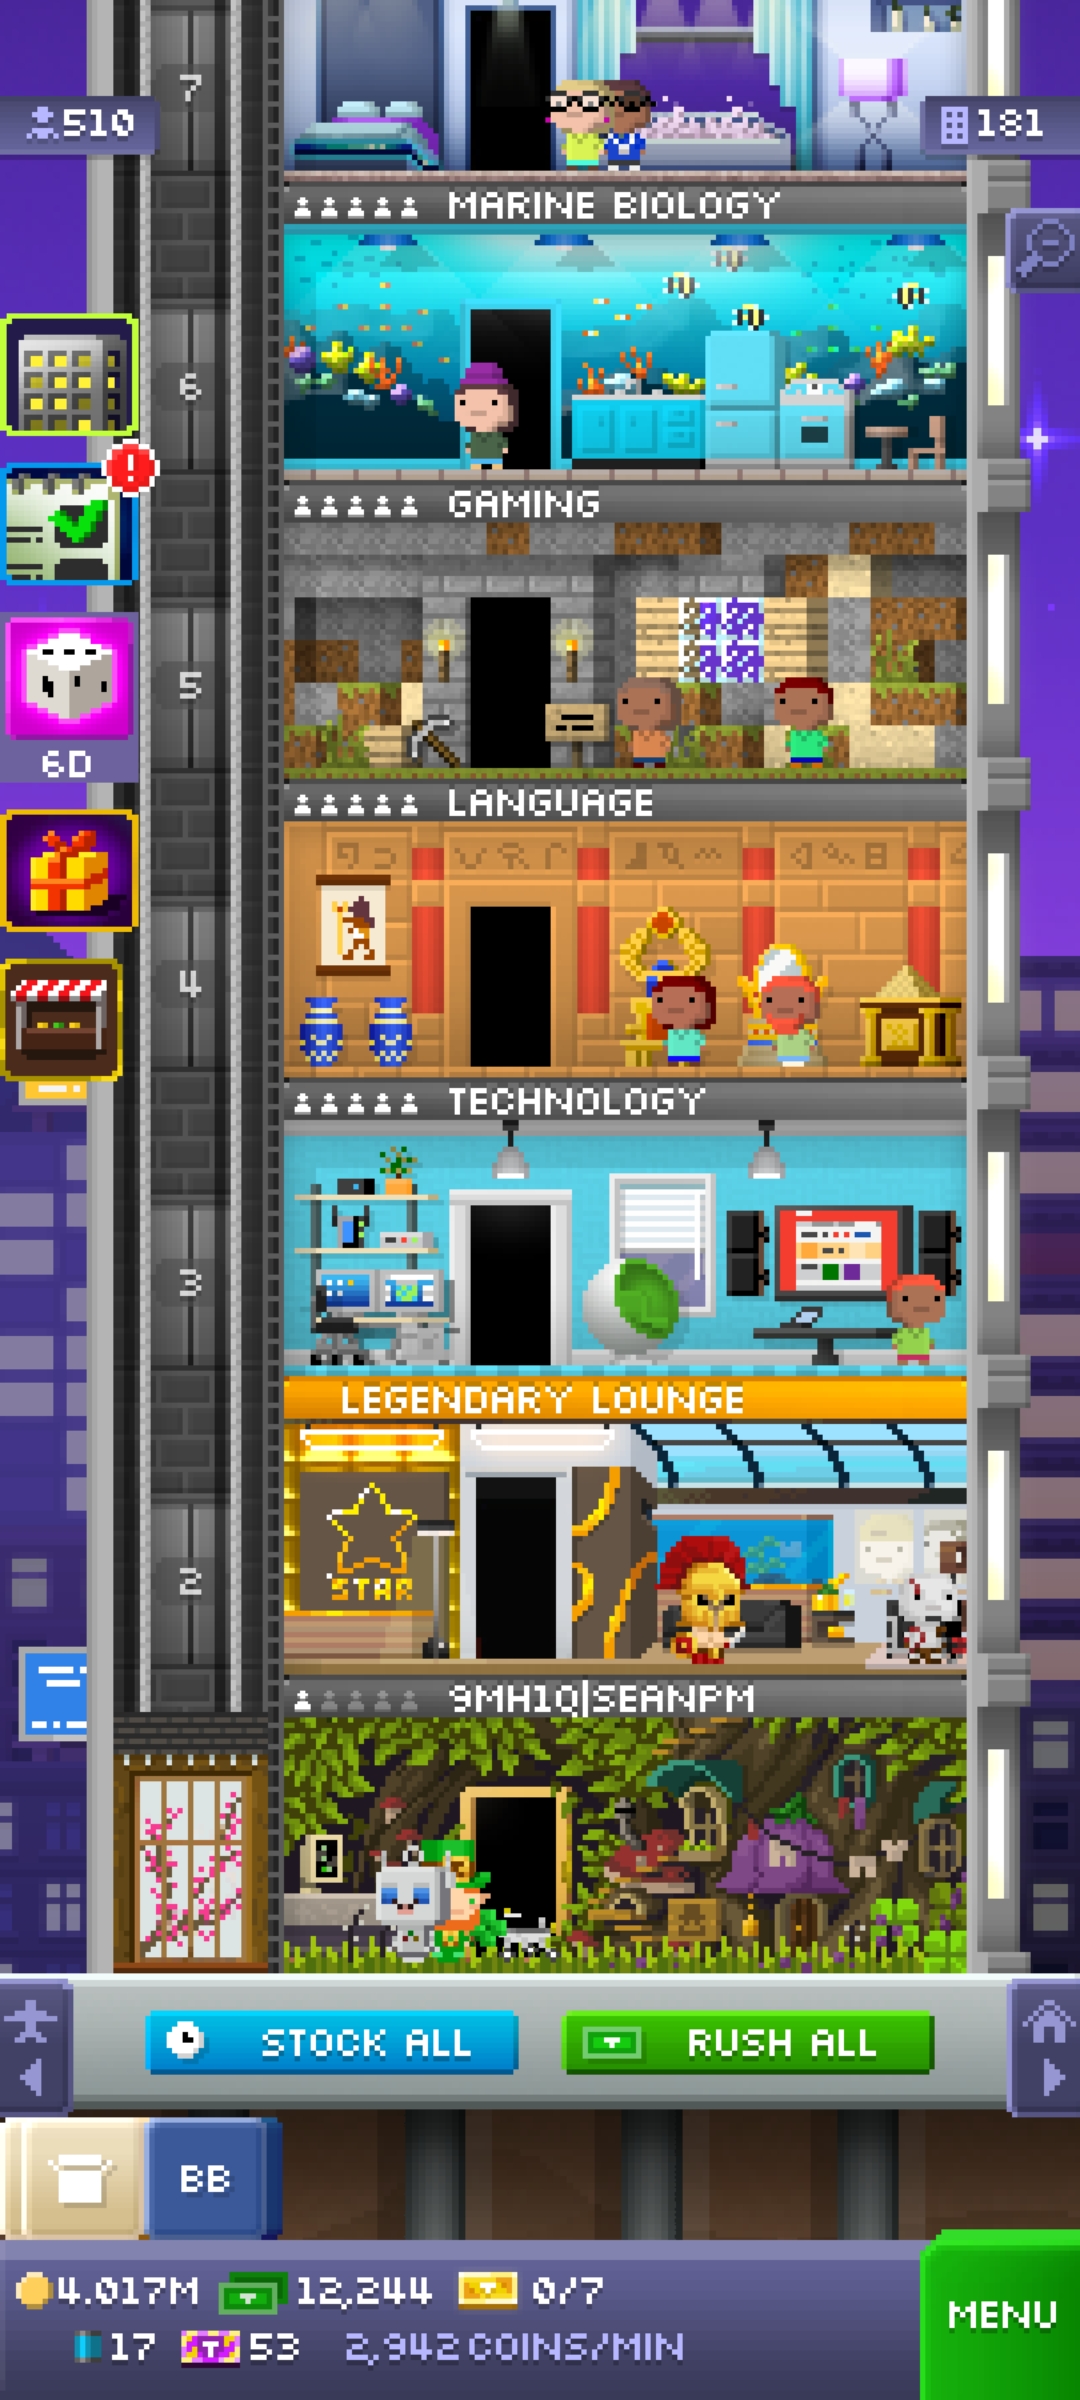 7
510
181
MARINE BIOLOGY
6
GAMING
5
6D
LANGUAGE
4
TECHNOLOGY
3
LEGENDARY LOUNGE
STAR
2
9MH1Q|SEANPM
STOCK ALL
RUSH ALL
BB
4.017M 12,244 0/7
17 53 2,942 COINS/MIN
MENU